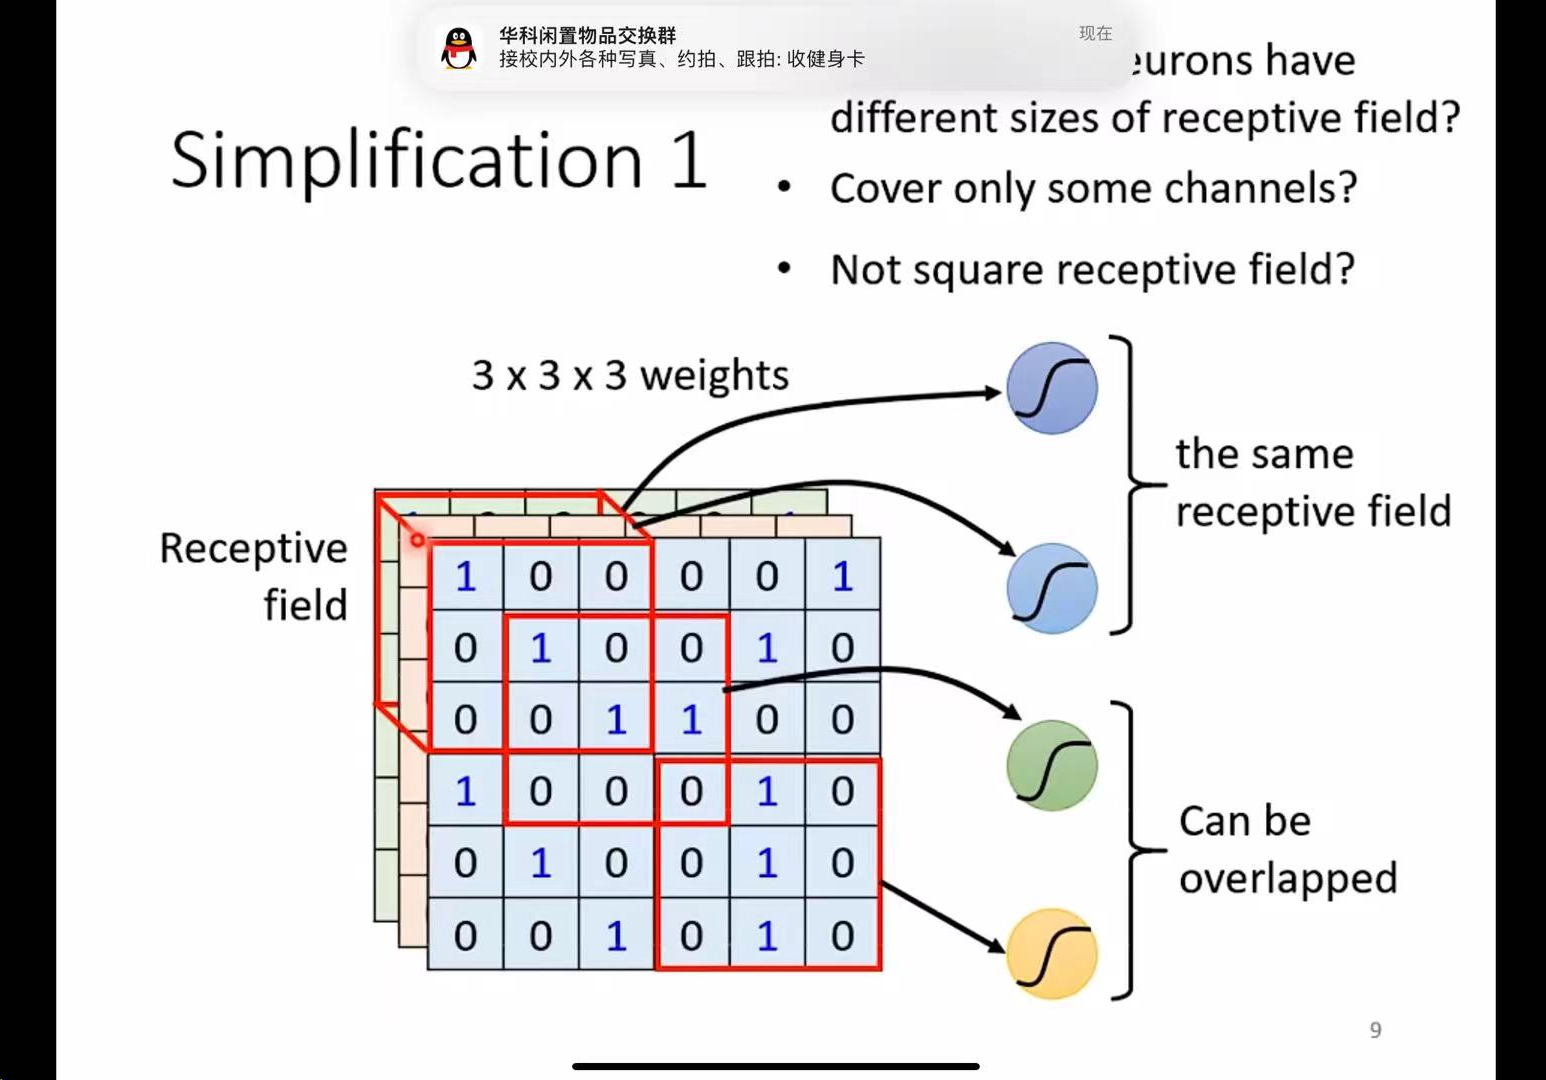 华科闲置物品交换群
现在
接校内外各种写真、约拍、跟拍: 收健身卡
have
different sizes of receptive field?
Simplification 1
• Cover only some channels?
• Not square receptive field?
3 x 3 x 3 weights
the same
receptive field
Receptive
field
1 0 0 0 0 1
0 1 0 0 1 0
0 0 1 1 0 0
1 0 0 0 1 0
0 1 0 0 1 0
0 0 1 0 1 0
Can be
overlapped
9